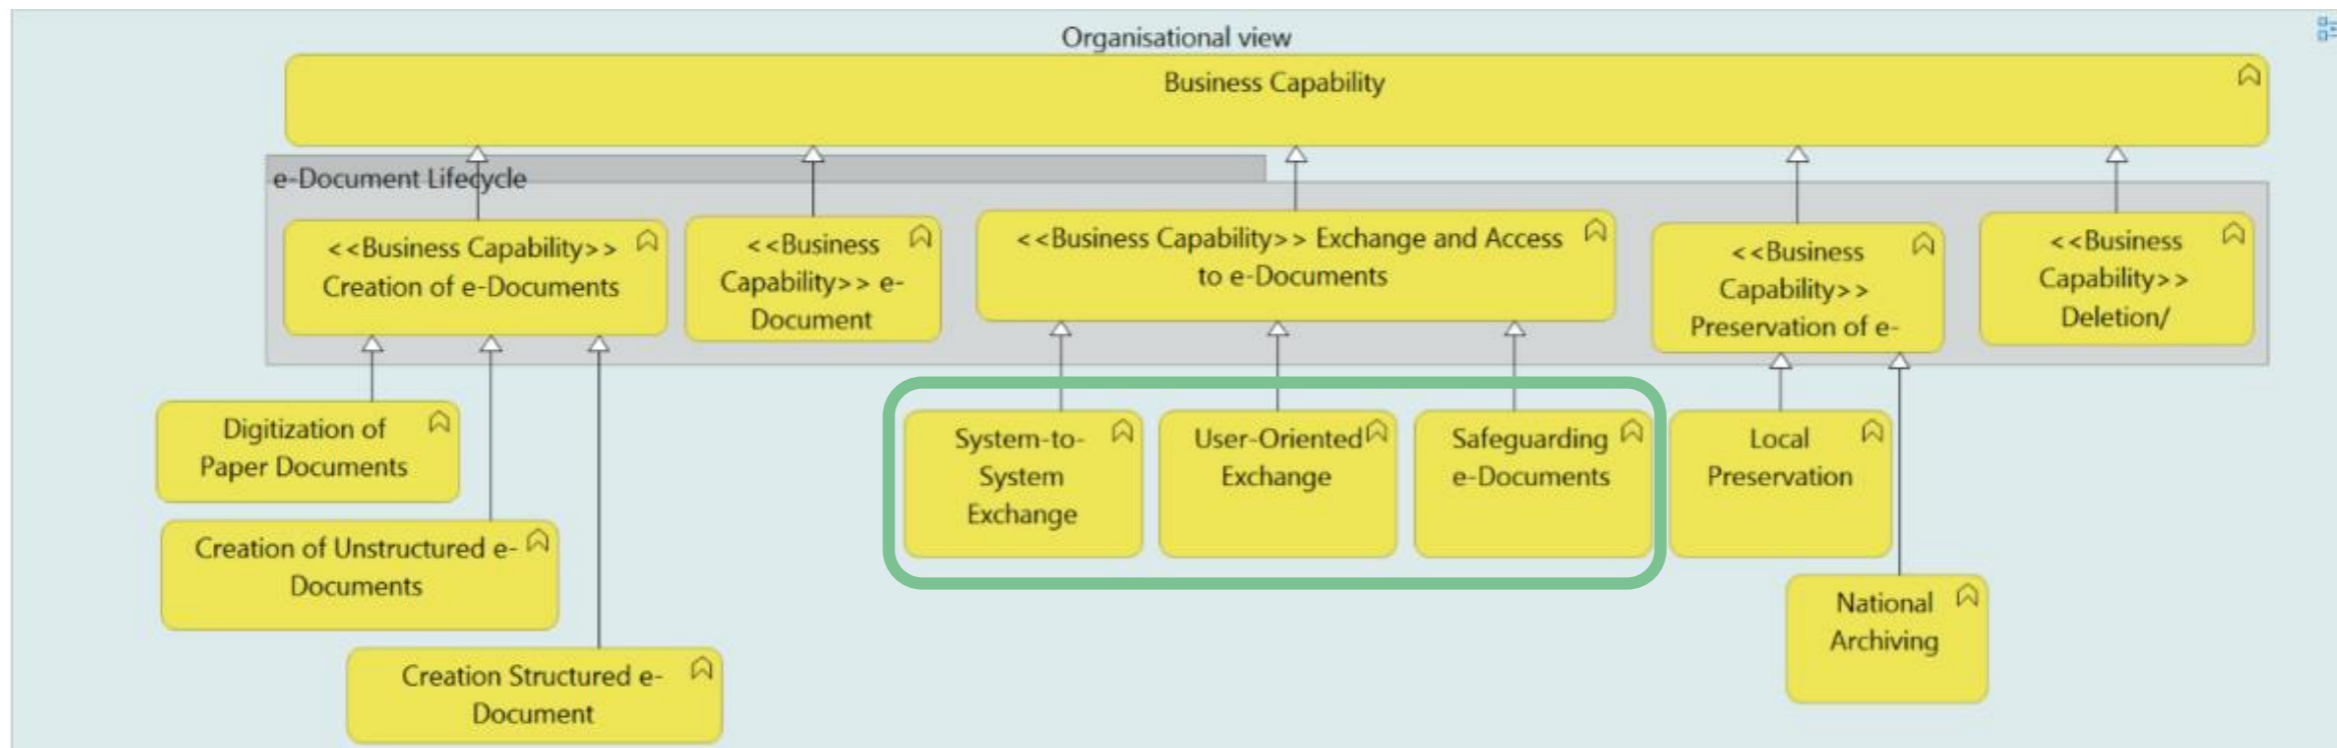 Organisational view
Business Capability
e-Document Lifecycle
<<Business Capability>>
Creation of e-Documents
<<Business
Capability>> e-
Document
<<Business Capability>> Exchange and Access
to e-Documents
<<Business
Capability>>
Preservation of e-
<<Business
Capability>>
Deletion/
Digitization of
Paper Documents
Creation of Unstructured e-
Documents
Creation Structured e-
Document
System-to-
System
Exchange
User-Oriented
Exchange
Safeguarding
e-Documents
Local
Preservation
National
Archiving